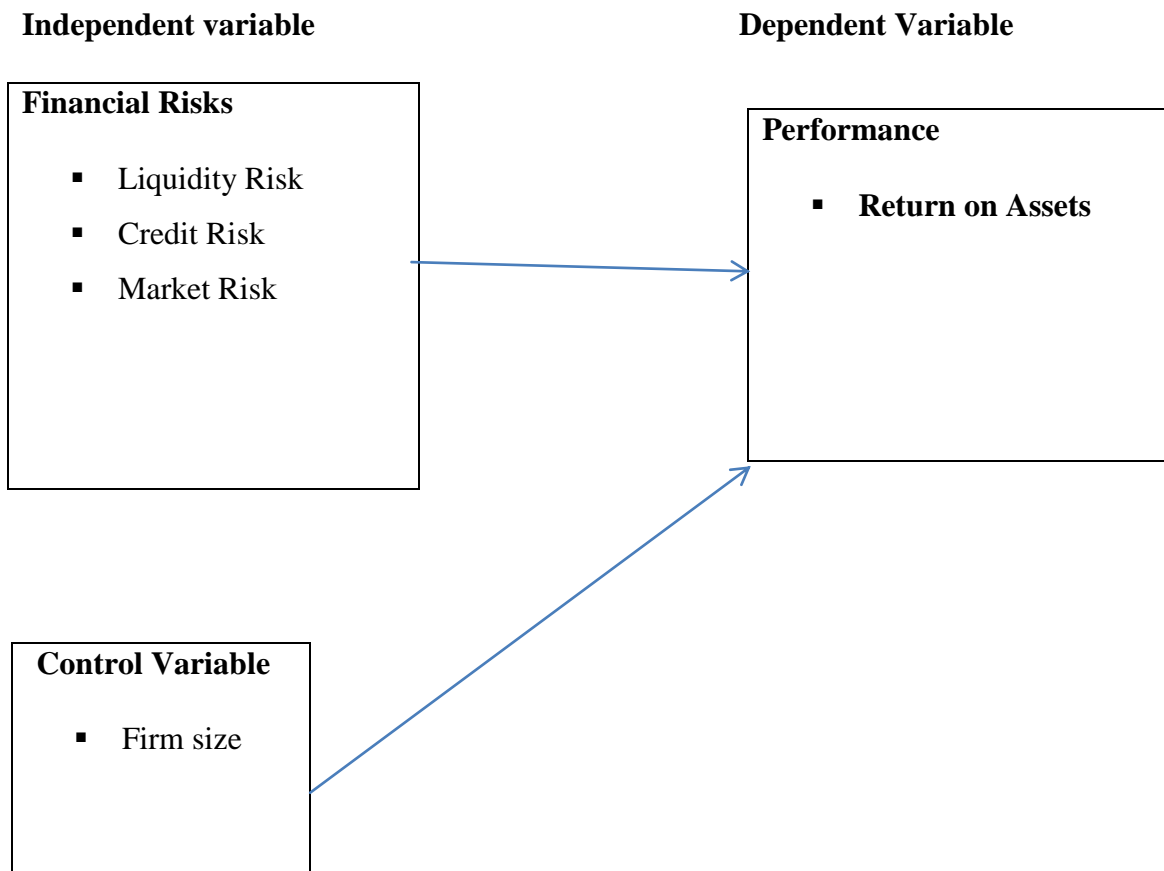 Independent variable
Dependent Variable
Financial Risks
▪ Liquidity Risk
▪ Credit Risk
▪ Market Risk
Performance
▪ Return on Assets
Control Variable
▪ Firm size